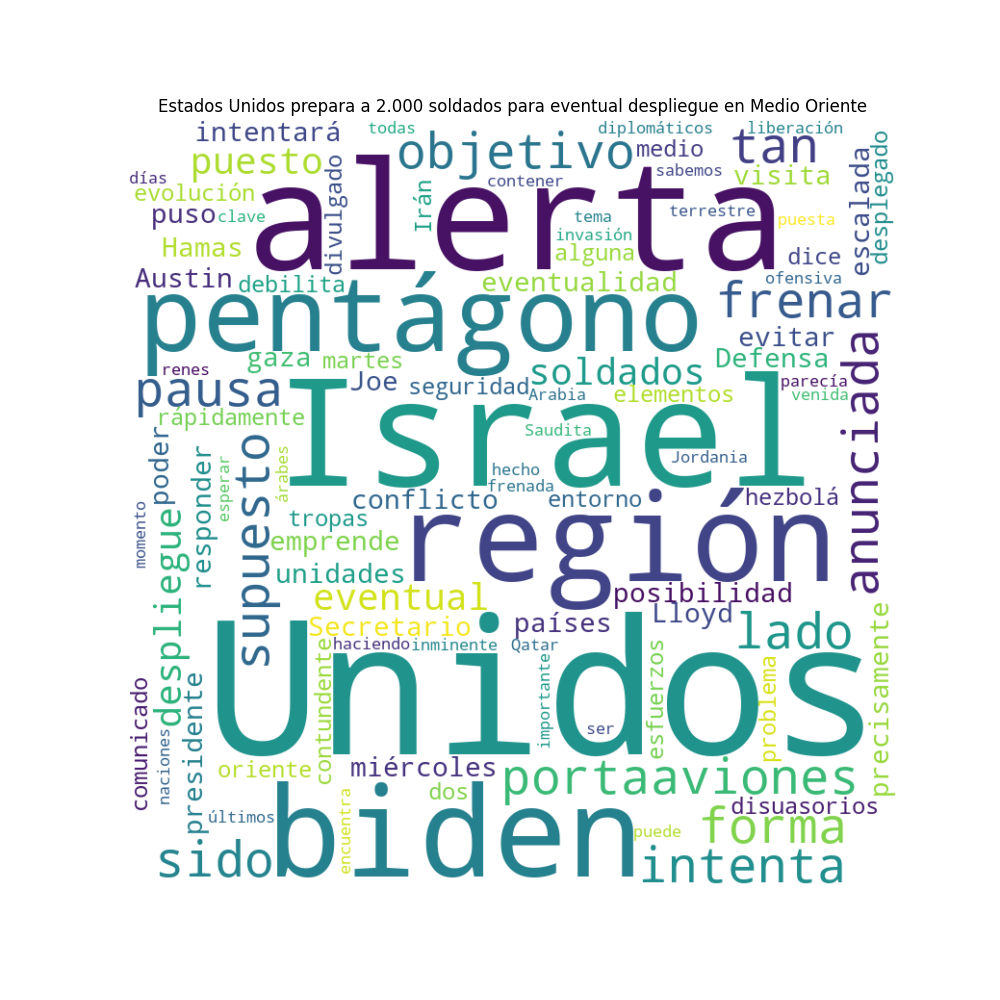 Estados Unidos prepara a 2.000 soldados para eventual despliegue en Medio Oriente
intentará
todas
objetivo
diplomáticos
liberación
puesto
medio
tan
días
alerta
contener
sabemos
visita
evolución
divulgado
Irán
escalada
desplegado
puso
clave
tema
terrestre
puesta
invasión
Hamas
alguna
dice
Austin
debilita
eventualidad
ofensiva
pentágono
frenar
evitar
gaza
martes
Defensa
renes
pausa
Joe
seguridad
soldados
Arabia
elementos
parecía
venida
anunciada
rápidamente
Israel
Saudita
Jordania
poder
responder
esperar
supuesto
árabes
hecho
frenada
conflicto
entorno
hezbolá
momento
despliegue
tropas
región
emprende
unidades
posibilidad
eventual
Lloyd
Secretario
países
lado
haciendo
inminente
Qatar
Unidos
contundente
importante
ser
esfuerzos
problema
precisamente
comunicado
naciones
presidente
oriente
miércoles
portaaviones
dos
disuasorios
últimos
biden
encuentra
puede
forma
sido
intenta